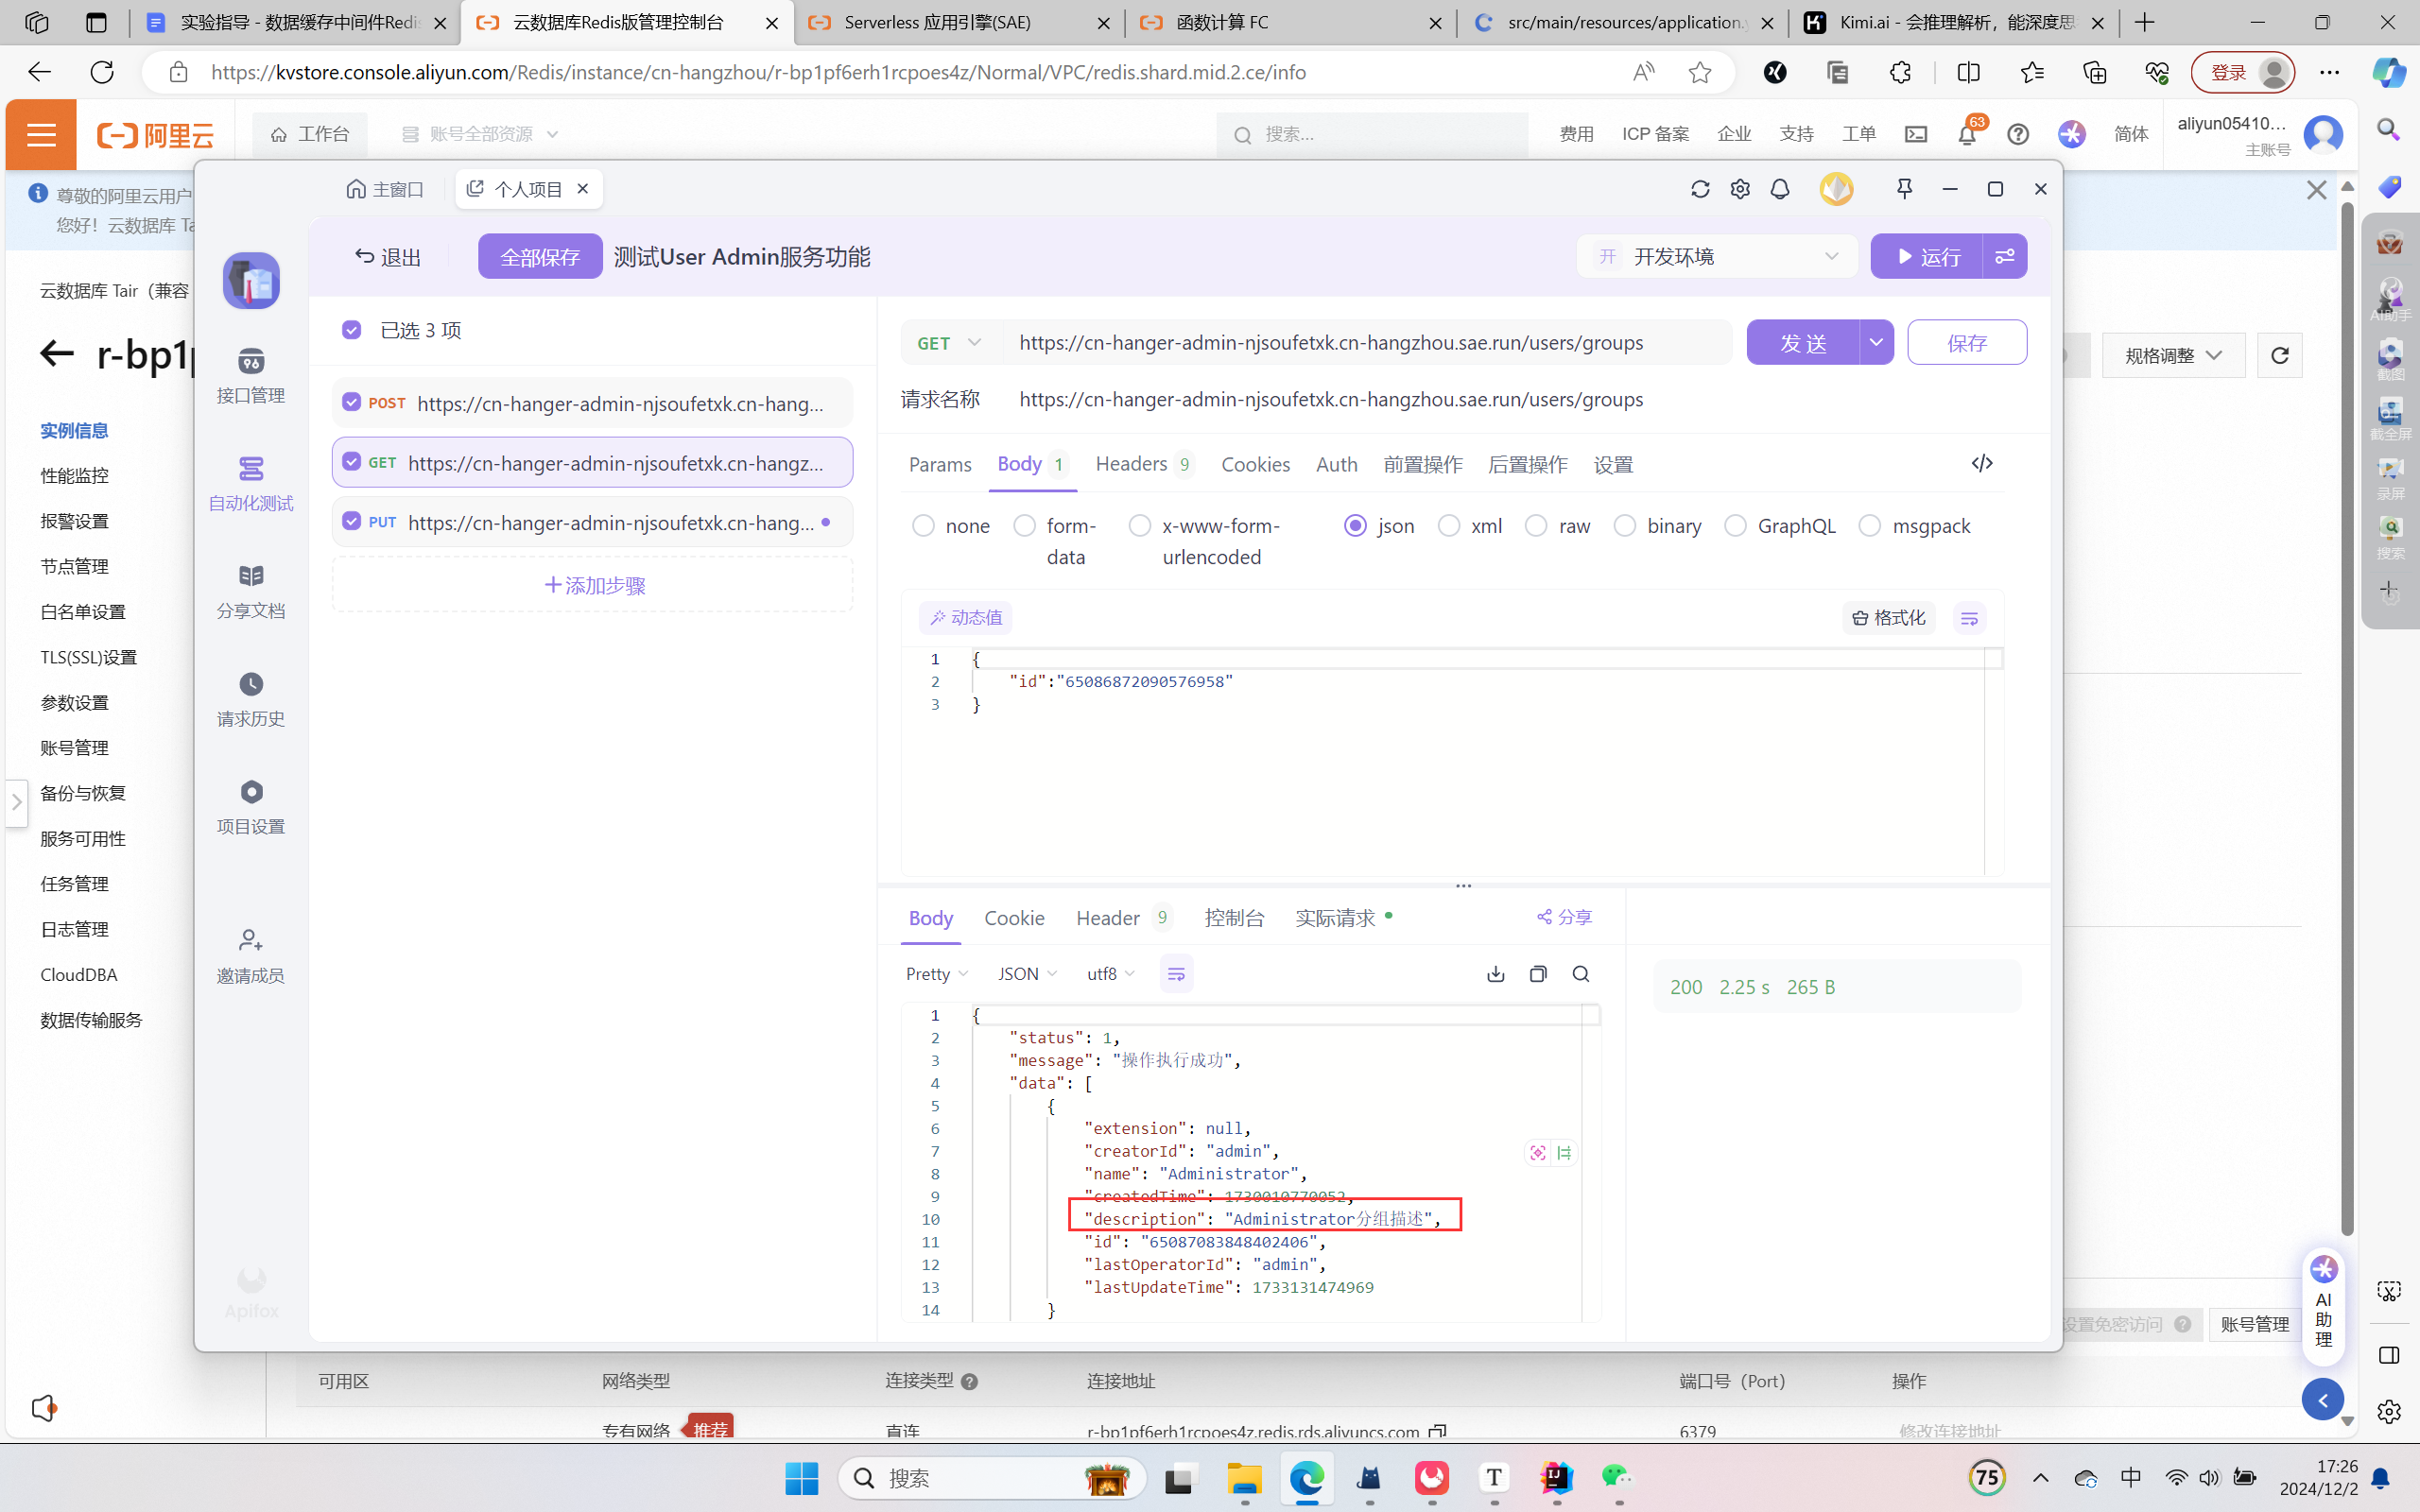 实验指导 - 数据缓存中间件Redis
云数据库Redis版管理控制台
Serverless 应用引擎(SAE)
函数计算 FC
src/main/resources/application.y
Kimi.ai - 会推理解析，能深度思
https://kvstore.console.aliyun.com/Redis/instance/cn-hangzhou/r-bp1pf6erh1rcpoes4z/Normal/VPC/redis.shard.mid.2.ce/info
登录
阿里云
工作台
账号全部资源
搜索...
费用
ICP 备案
企业
支持
工单
63
简体
aliyun05410...
主账号
尊敬的阿里云用户
您好！云数据库 Ta
云数据库 Tair（兼容
r-bp1p
规格调整
实例信息
性能监控
报警设置
节点管理
白名单设置
TLS(SSL)设置
参数设置
账号管理
备份与恢复
服务可用性
任务管理
日志管理
CloudDBA
数据传输服务
主窗口
个人项目
接口管理
自动化测试
分享文档
请求历史
项目设置
邀请成员
Apifox
退出
全部保存
测试User Admin服务功能
开 开发环境
运行
已选 3 项
POST https://cn-hanger-admin-njsoufetxk.cn-hang...
GET https://cn-hanger-admin-njsoufetxk.cn-hangz...
PUT https://cn-hanger-admin-njsoufetxk.cn-hang...
添加步骤
GET https://cn-hanger-admin-njsoufetxk.cn-hangzhou.sae.run/users/groups
发 送
保存
请求名称 https://cn-hanger-admin-njsoufetxk.cn-hangzhou.sae.run/users/groups
Params Body 1 Headers 9 Cookies Auth 前置操作 后置操作 设置
none form-data x-www-form-urlencoded json xml raw binary GraphQL msgpack
动态值
格式化
1 {
2 "id":"65086872090576958"
3 }
Body Cookie Header 9 控制台 实际请求
分享
Pretty JSON utf8
200 2.25 s 265 B
1 {
2 "status": 1,
3 "message": "操作执行成功",
4 "data": [
5 {
6 "extension": null,
7 "creatorId": "admin",
8 "name": "Administrator",
9 "createdTime": 1730010770052,
10 "description": "Administrator分组描述",
11 "id": "65087083848402406",
12 "lastOperatorId": "admin",
13 "lastUpdateTime": 1733131474969
14 }
设置免密访问
账号管理
AI助理
AI助手
截图
截全屏
录屏
搜索
可用区
网络类型
连接类型
连接地址
端口号（Port）
操作
专有网络
推荐
直连
r-bp1pf6erh1rcpoes4z.redis.rds.aliyuncs.com
6379
修改连接地址
搜索
75
中
17:26
2024/12/2